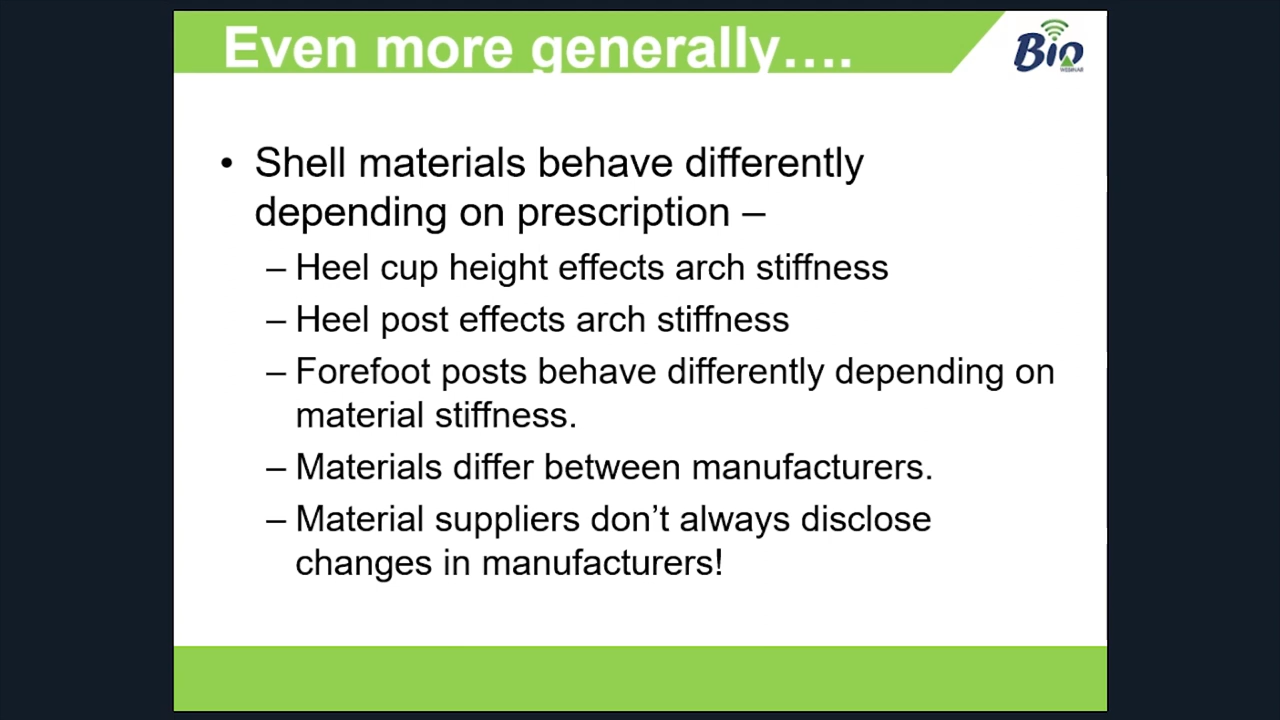 Even more generally….
Bio
WEBINAR
• Shell materials behave differently
depending on prescription –
– Heel cup height effects arch stiffness
– Heel post effects arch stiffness
– Forefoot posts behave differently depending on
material stiffness.
– Materials differ between manufacturers.
– Material suppliers don’t always disclose
changes in manufacturers!